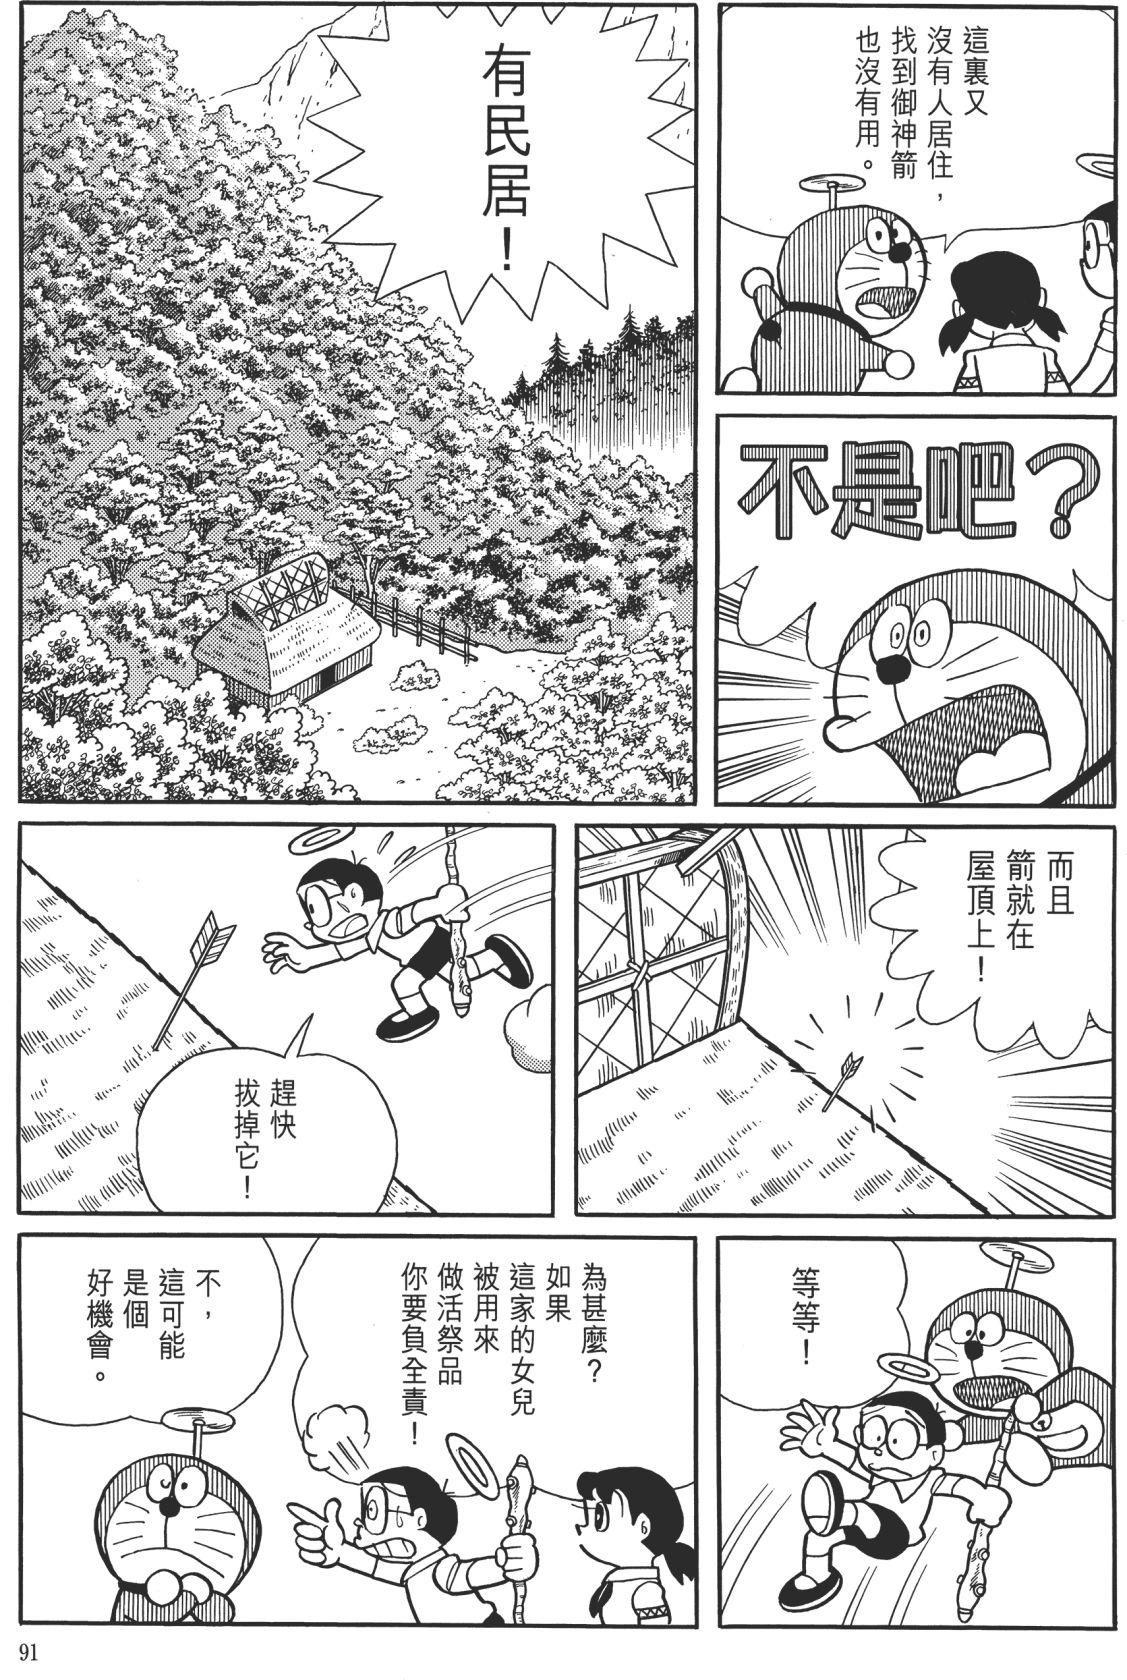 這裏又
沒有人居住，
找到御神箭
也沒有用。
有民居！
不是吧？
而且
箭就在
屋頂上！
趕快
拔掉它！
等等！
為甚麼？
如果
這家的女兒
被用來
做活祭品
你要負全責！
不，
這可能
是個
好機會。
91